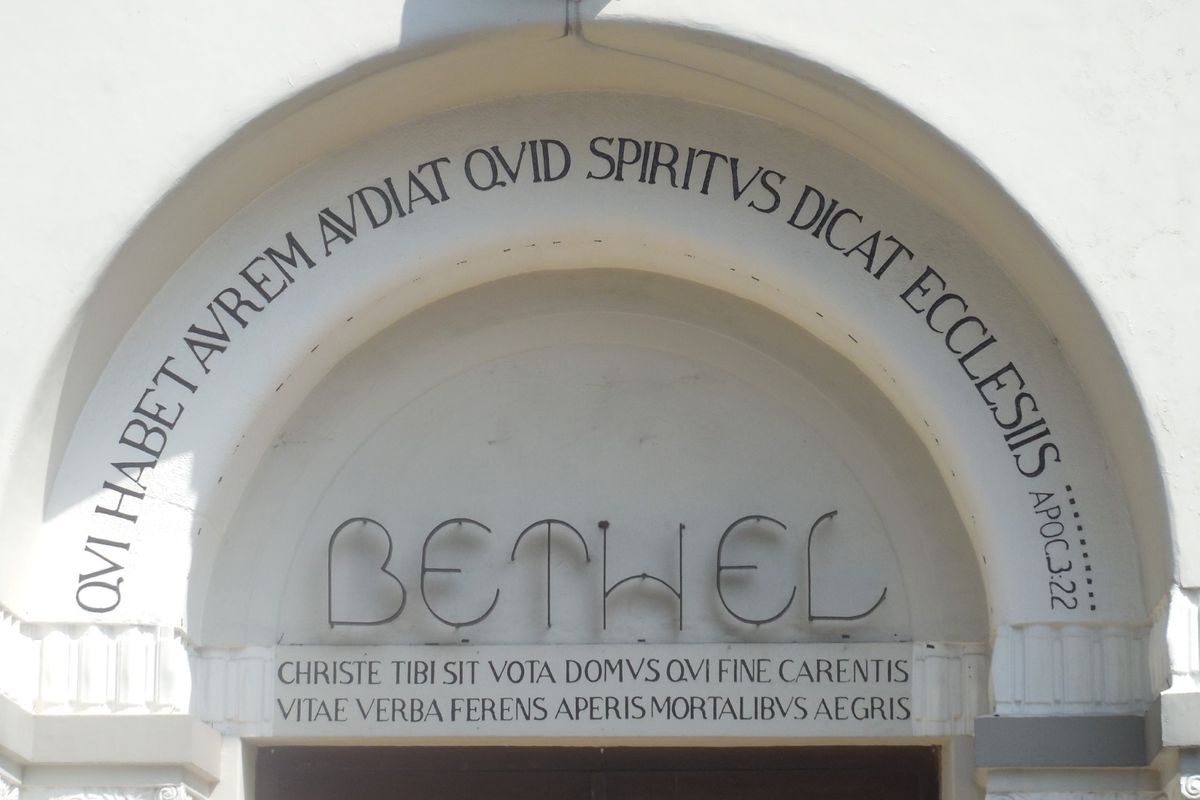 QVI HABET AVREM AVDIAT QVID SPIRITVS DICAT ECCLESIIS
APOC.3:22
BETHEL
CHRISTE TIBI SIT VOTA DOMVS QVI FINE CARENTIS
VITAE VERBA FERENS APERIS MORTALIBVS AEGRIS